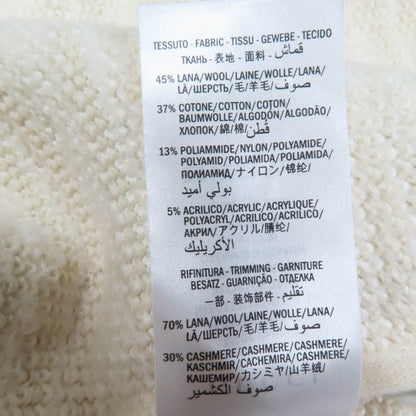 TESSUTO - FABRIC - TISSU - GEWEBE - TECIDO
ТКАНЬ - 表地 - 面料 - قماش
45% LANA/WOOL/LAINE/WOLLE/LANA/
LÃ/ШЕРСТЬ/毛/羊毛/صوف
37% COTONE/COTTON/COTON/
BAUMWOLLE/ALGODÓN/ALGODÃO/
ХЛОПОК/綿/棉/قطن
13% POLIAMMIDE/NYLON/POLYAMIDE/
POLYAMID/POLIAMIDA/POLIAMIDA/
ПОЛИАМИД/ナイロン/锦纶/
بولي أميد
5% ACRILICO/ACRYLIC/ACRYLIQUE/
POLYACRYL/ACRILICO/ACRILICO/
АКРИЛ/アクリル/腈纶/
الأكريليك
RIFINITURA - TRIMMING - GARNITURE
BESATZ - GUARNIÇÃO - ОТДЕЛКА
一部 - 装饰部件 - تقليم
70% LANA/WOOL/LAINE/WOLLE/LANA/
LÃ/ШЕРСТЬ/毛/羊毛/صوف
30% CASHMERE/CASHMERE/CASHMERE/
KASCHMIR/CACHEMIRA/CASHMERE/
КАШЕМИР/カシミヤ/山羊绒/
صوف الكشمير